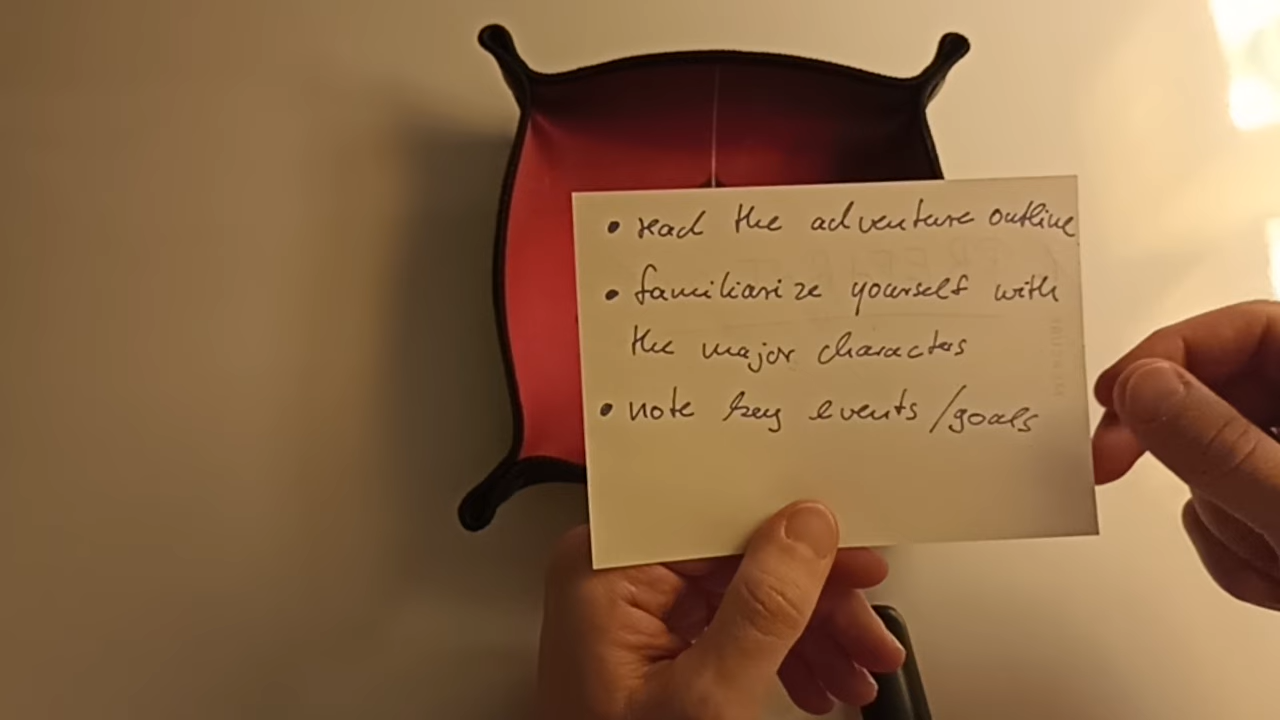 • read the adventure outline
• familiarize yourself with
the major characters
• note key events/goals